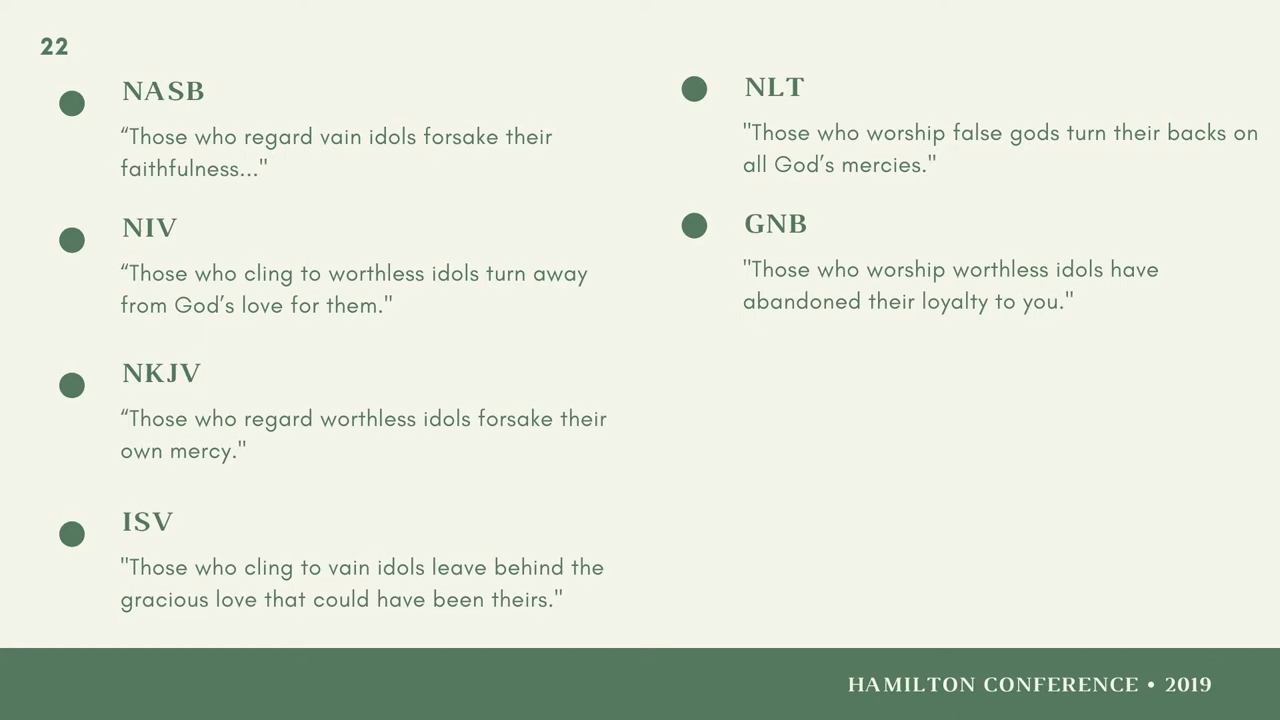 22
NASB
“Those who regard vain idols forsake their
faithfulness..."
NIV
“Those who cling to worthless idols turn away
from God’s love for them."
NKJV
“Those who regard worthless idols forsake their
own mercy."
ISV
"Those who cling to vain idols leave behind the
gracious love that could have been theirs."
NLT
"Those who worship false gods turn their backs on
all God’s mercies."
GNB
"Those who worship worthless idols have
abandoned their loyalty to you."
HAMILTON CONFERENCE • 2019